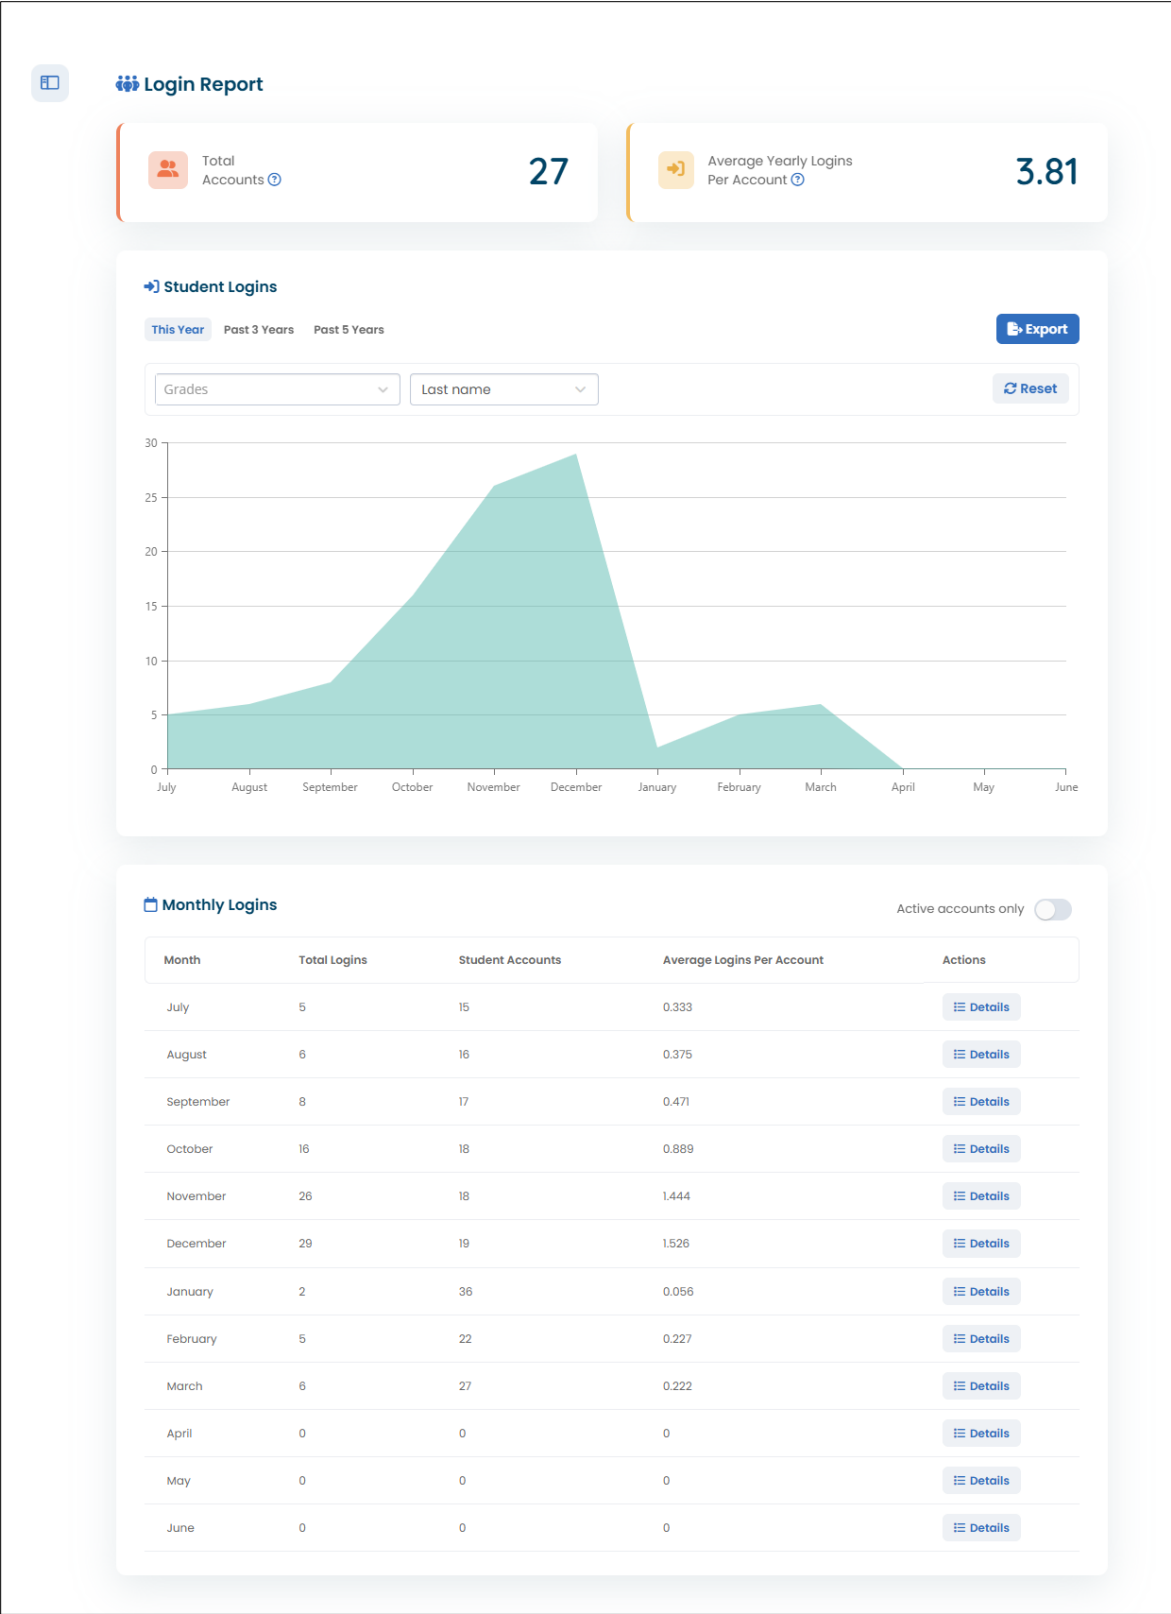 Login Report
Total
Accounts
27
Average Yearly Logins
Per Account
3.81
Student Logins
This Year Past 3 Years Past 5 Years
Export
Grades
Last name
Reset
30
25
20
15
10
5
0
July August September October November December January February March April May June
Monthly Logins
Active accounts only
Month Total Logins Student Accounts Average Logins Per Account Actions
July 5 15 0.333 Details
August 6 16 0.375 Details
September 8 17 0.471 Details
October 16 18 0.889 Details
November 26 18 1.444 Details
December 29 19 1.526 Details
January 2 36 0.056 Details
February 5 22 0.227 Details
March 6 27 0.222 Details
April 0 0 0 Details
May 0 0 0 Details
June 0 0 0 Details